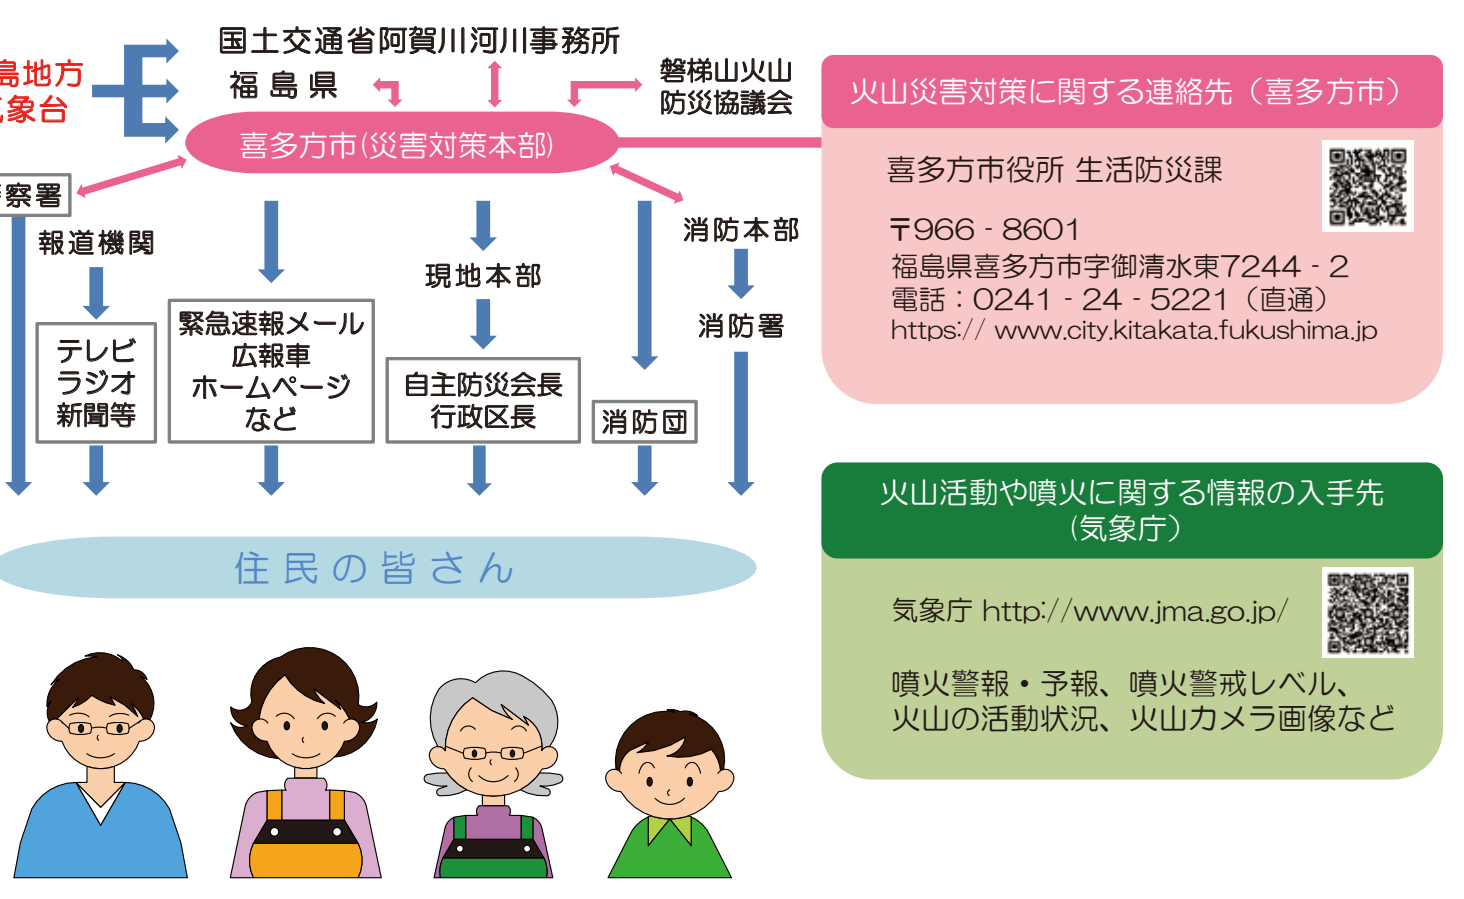 国土交通省阿賀川河川事務所
福島県
島地方
気象台
磐梯山火山
防災協議会
喜多方市(災害対策本部)
察署
報道機関
テレビ
ラジオ
新聞等
緊急速報メール
広報車
ホームページ
など
現地本部
自主防災会長
行政区長
消防団
消防本部
消防署
住民の皆さん
火山災害対策に関する連絡先（喜多方市）
喜多方市役所 生活防災課
〒966 - 8601
福島県喜多方市字御清水東7244 - 2
電話：0241 - 24 - 5221（直通）
https:// www.city.kitakata.fukushima.jp
火山活動や噴火に関する情報の入手先
(気象庁）
気象庁 http://www.jma.go.jp/
噴火警報・予報、噴火警戒レベル、
火山の活動状況、火山カメラ画像など